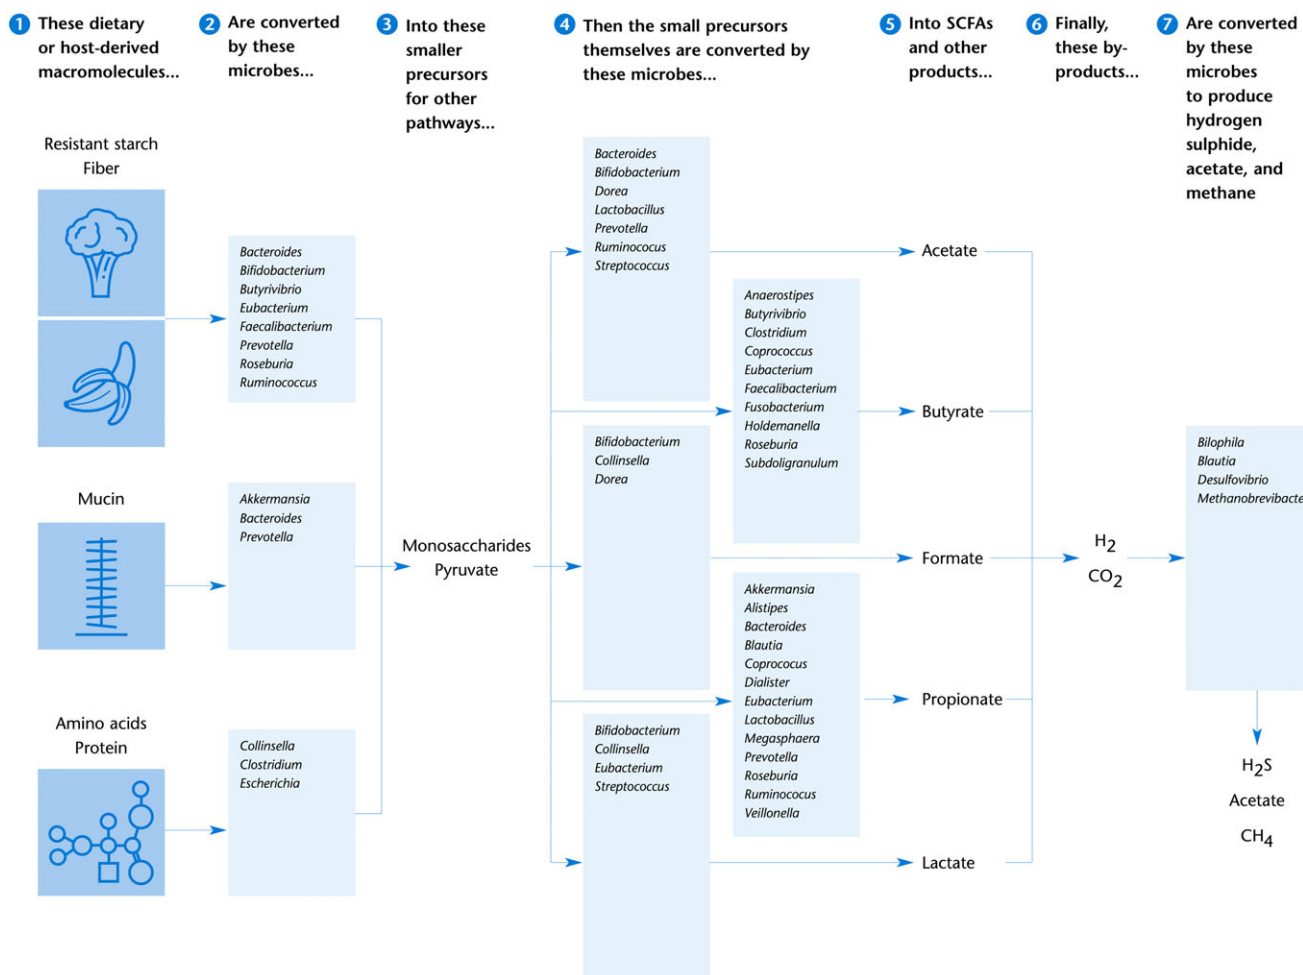 1 These dietary
or host-derived
macromolecules...
2 Are converted
by these
microbes...
3 Into these
smaller
precursors
for other
pathways...
4 Then the small precursors
themselves are converted by
these microbes...
5 Into SCFAs
and other
products...
6 Finally,
these by-
products...
7 Are converted
by these
microbes
to produce
hydrogen
sulphide,
acetate, and
methane
Resistant starch
Fiber
Bacteroides
Bifidobacterium
Butyrivibrio
Eubacterium
Faecalibacterium
Prevotella
Roseburia
Ruminococcus
Mucin
Akkermansia
Bacteroides
Prevotella
Amino acids
Protein
Collinsella
Clostridium
Escherichia
Monosaccharides
Pyruvate
Bacteroides
Bifidobacterium
Dorea
Lactobacillus
Prevotella
Ruminococus
Streptococcus
Acetate
Anaerostipes
Butyrivibrio
Clostridium
Coprococcus
Eubacterium
Faecalibacterium
Fusobacterium
Holdemanella
Roseburia
Subdoligranulum
Butyrate
Bifidobacterium
Collinsella
Dorea
Formate
Akkermansia
Alistipes
Bacteroides
Blautia
Coprococus
Dialister
Eubacterium
Lactobacillus
Megasphaera
Prevotella
Roseburia
Ruminococus
Veillonella
Propionate
Bifidobacterium
Collinsella
Eubacterium
Streptococcus
Lactate
H₂
CO₂
Bilophila
Blautia
Desulfovibrio
Methanobrevibacte
H₂S
Acetate
CH₄